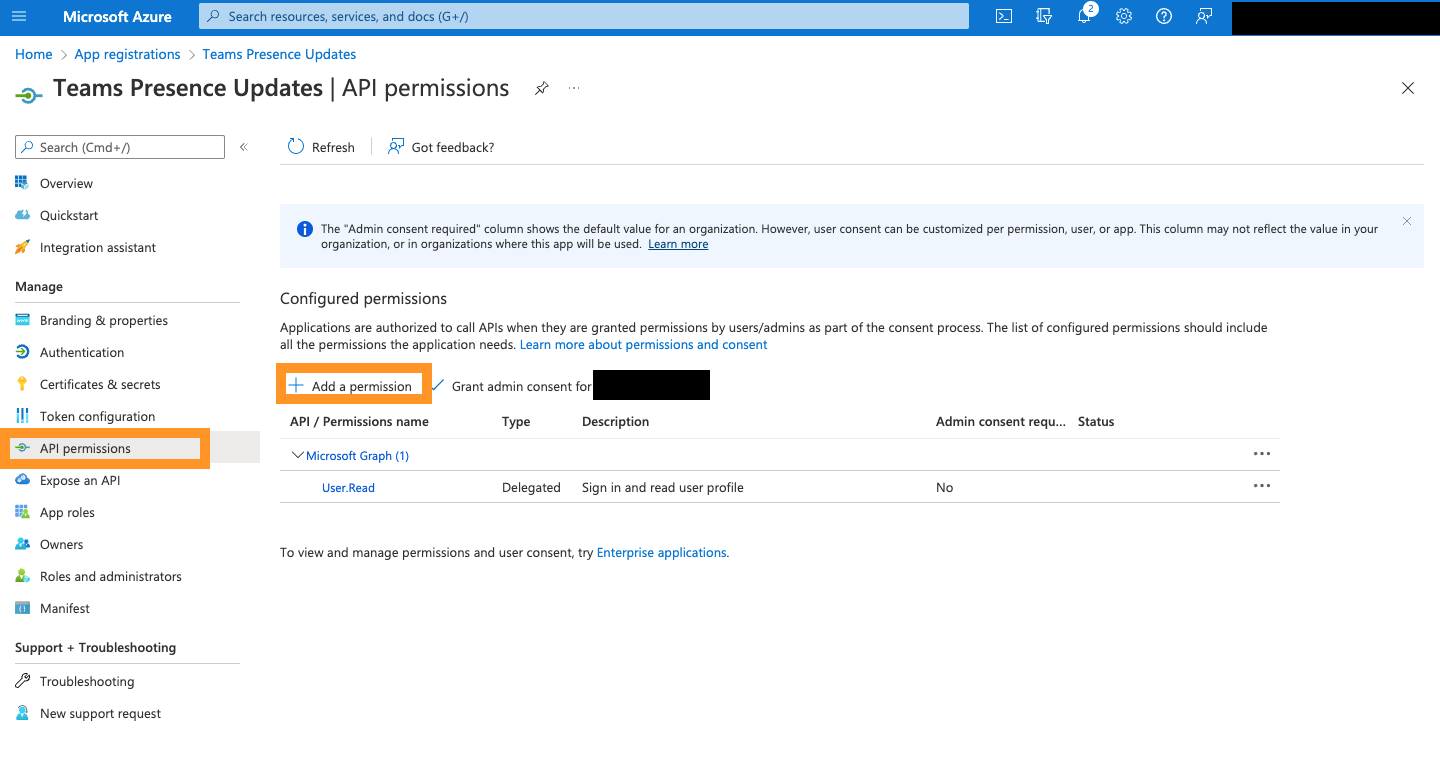 Microsoft Azure
Search resources, services, and docs (G+/)
2
Home > App registrations > Teams Presence Updates
Teams Presence Updates | API permissions
...
Search (Cmd+/)
«
Overview
Quickstart
Integration assistant
Manage
Branding & properties
Authentication
Certificates & secrets
Token configuration
API permissions
Expose an API
App roles
Owners
Roles and administrators
Manifest
Support + Troubleshooting
Troubleshooting
New support request
Refresh
Got feedback?
The "Admin consent required" column shows the default value for an organization. However, user consent can be customized per permission, user, or app. This column may not reflect the value in your
organization, or in organizations where this app will be used. Learn more
Configured permissions
Applications are authorized to call APIs when they are granted permissions by users/admins as part of the consent process. The list of configured permissions should include
all the permissions the application needs. Learn more about permissions and consent
Add a permission
Grant admin consent for
API / Permissions name Type Description Admin consent requ... Status
Microsoft Graph (1)
User.Read Delegated Sign in and read user profile No
To view and manage permissions and user consent, try Enterprise applications.